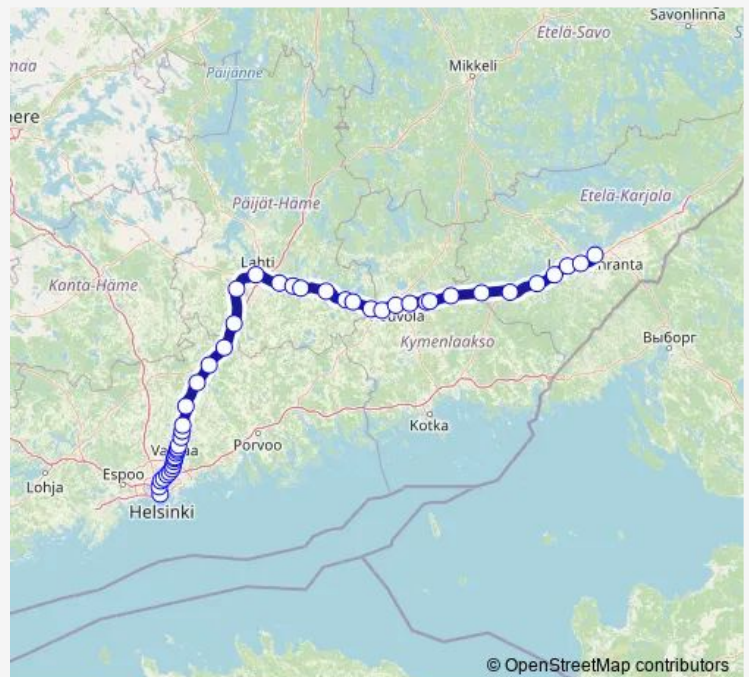 Savonlinna
Etelä-Savo
Mikkeli
Päijänne
Päijät-Häme
Etelä-Karjala
Lahti
Kanta-Häme
Kymenlaakso
Выборг
Kotka
Porvoo
Espoo
Lohja
Helsinki
© OpenStreetMap contributors